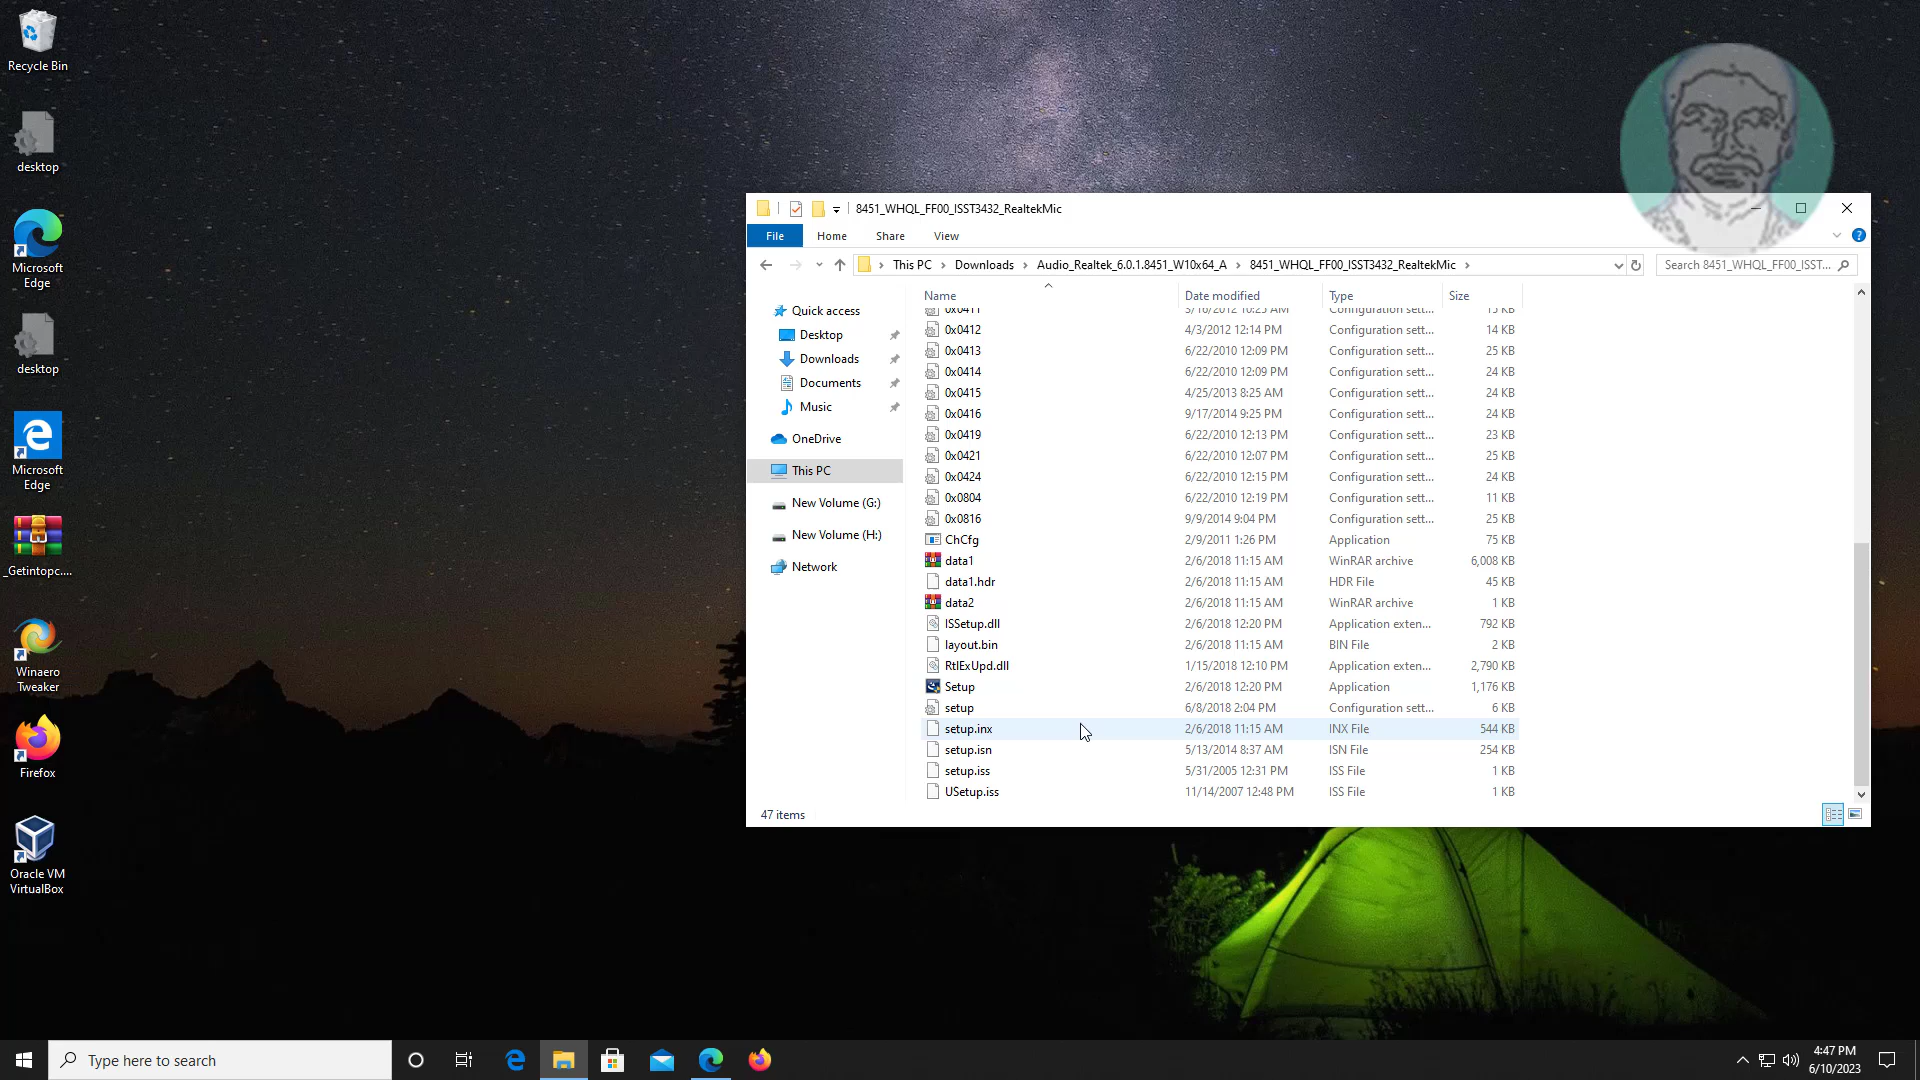 Recycle Bin
desktop
Microsoft
Edge
desktop
Microsoft
Edge
_Getintopc....
Winaero
Tweaker
Firefox
Oracle VM
VirtualBox
8451_WHQL_FF00_ISST3432_RealtekMic
File Home Share View
This PC Downloads Audio_Realtek_6.0.1.8451_W10x64_A 8451_WHQL_FF00_ISST3432_RealtekMic
Search 8451_WHQL_FF00_ISST...
Quick access
Desktop
Downloads
Documents
Music
OneDrive
This PC
New Volume (G:)
New Volume (H:)
Network
Name Date modified Type Size
0x0411 3/16/2012 10:25 AM Configuration sett... 15 KB
0x0412 4/3/2012 12:14 PM Configuration sett... 14 KB
0x0413 6/22/2010 12:09 PM Configuration sett... 25 KB
0x0414 6/22/2010 12:09 PM Configuration sett... 24 KB
0x0415 4/25/2013 8:25 AM Configuration sett... 24 KB
0x0416 9/17/2014 9:25 PM Configuration sett... 24 KB
0x0419 6/22/2010 12:13 PM Configuration sett... 23 KB
0x0421 6/22/2010 12:07 PM Configuration sett... 25 KB
0x0424 6/22/2010 12:15 PM Configuration sett... 24 KB
0x0804 6/22/2010 12:19 PM Configuration sett... 11 KB
0x0816 9/9/2014 9:04 PM Configuration sett... 25 KB
ChCfg 2/9/2011 1:26 PM Application 75 KB
data1 2/6/2018 11:15 AM WinRAR archive 6,008 KB
data1.hdr 2/6/2018 11:15 AM HDR File 45 KB
data2 2/6/2018 11:15 AM WinRAR archive 1 KB
ISSetup.dll 2/6/2018 12:20 PM Application exten... 792 KB
layout.bin 2/6/2018 11:15 AM BIN File 2 KB
RtlExUpd.dll 1/15/2018 12:10 PM Application exten... 2,790 KB
Setup 2/6/2018 12:20 PM Application 1,176 KB
setup 6/8/2018 2:04 PM Configuration sett... 6 KB
setup.inx 2/6/2018 11:15 AM INX File 544 KB
setup.isn 5/13/2014 8:37 AM ISN File 254 KB
setup.iss 5/31/2005 12:31 PM ISS File 1 KB
USetup.iss 11/14/2007 12:48 PM ISS File 1 KB
47 items
Type here to search
4:47 PM
6/10/2023